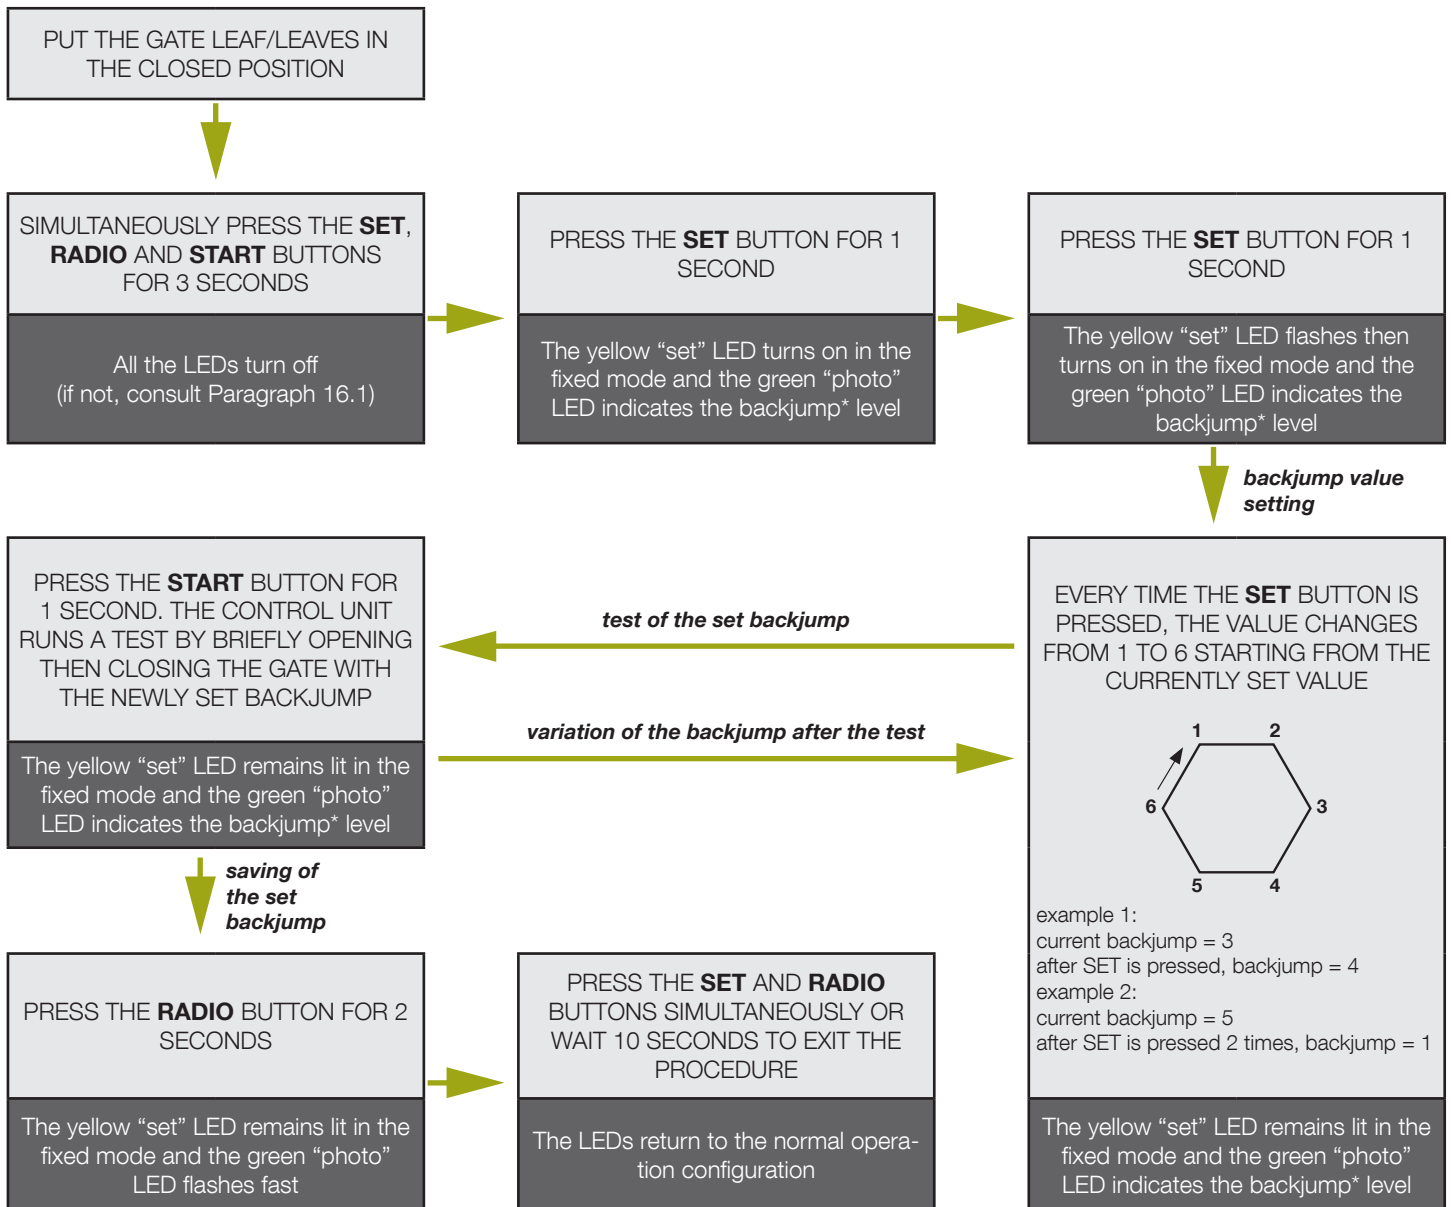 PUT THE GATE LEAF/LEAVES IN
THE CLOSED POSITION
SIMULTANEOUSLY PRESS THE SET,
RADIO AND START BUTTONS
FOR 3 SECONDS
All the LEDs turn off
(if not, consult Paragraph 16.1)
PRESS THE SET BUTTON FOR 1
SECOND
The yellow “set” LED turns on in the
fixed mode and the green “photo”
LED indicates the backjump* level
PRESS THE SET BUTTON FOR 1
SECOND
The yellow “set” LED flashes then
turns on in the fixed mode and the
green “photo” LED indicates the
backjump* level
backjump value
setting
EVERY TIME THE SET BUTTON IS
PRESSED, THE VALUE CHANGES
FROM 1 TO 6 STARTING FROM THE
CURRENTLY SET VALUE
1 2
6 3
5 4
example 1:
current backjump = 3
after SET is pressed, backjump = 4
example 2:
current backjump = 5
after SET is pressed 2 times, backjump = 1
The yellow “set” LED remains lit in the
fixed mode and the green “photo”
LED indicates the backjump* level
test of the set backjump
variation of the backjump after the test
PRESS THE START BUTTON FOR
1 SECOND. THE CONTROL UNIT
RUNS A TEST BY BRIEFLY OPENING
THEN CLOSING THE GATE WITH
THE NEWLY SET BACKJUMP
The yellow “set” LED remains lit in the
fixed mode and the green “photo”
LED indicates the backjump* level
saving of
the set
backjump
PRESS THE RADIO BUTTON FOR 2
SECONDS
The yellow “set” LED remains lit in the
fixed mode and the green “photo”
LED flashes fast
PRESS THE SET AND RADIO
BUTTONS SIMULTANEOUSLY OR
WAIT 10 SECONDS TO EXIT THE
PROCEDURE
The LEDs return to the normal opera-
tion configuration